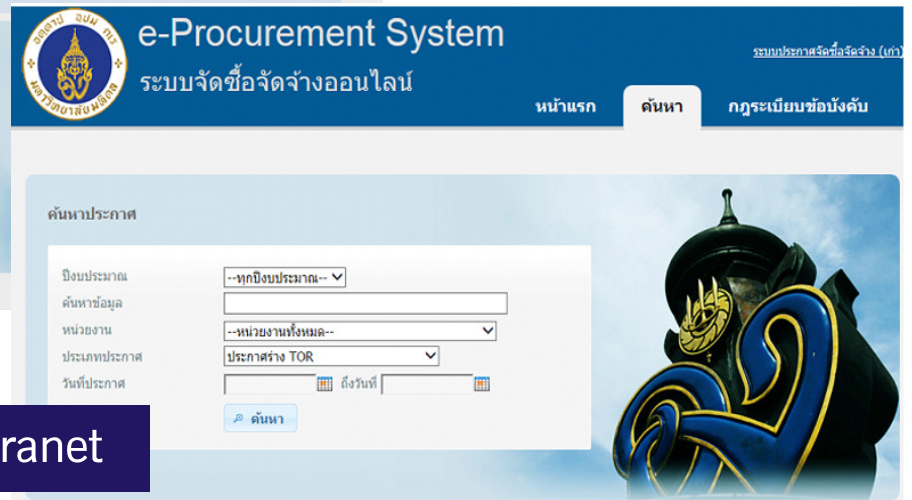 e-Procurement System
ระบบจัดซื้อจัดจ้างออนไลน์
ระบบประกาศจัดซื้อจัดจ้าง (เก่า)
หน้าแรก ค้นหา กฎระเบียบข้อบังคับ
ค้นหาประกาศ
ปีงบประมาณ --ทุกปีงบประมาณ--
ค้นหาข้อมูล
หน่วยงาน --หน่วยงานทั้งหมด--
ประเภทประกาศ ประกาศร่าง TOR
วันที่ประกาศ ถึงวันที่
ค้นหา
ranet